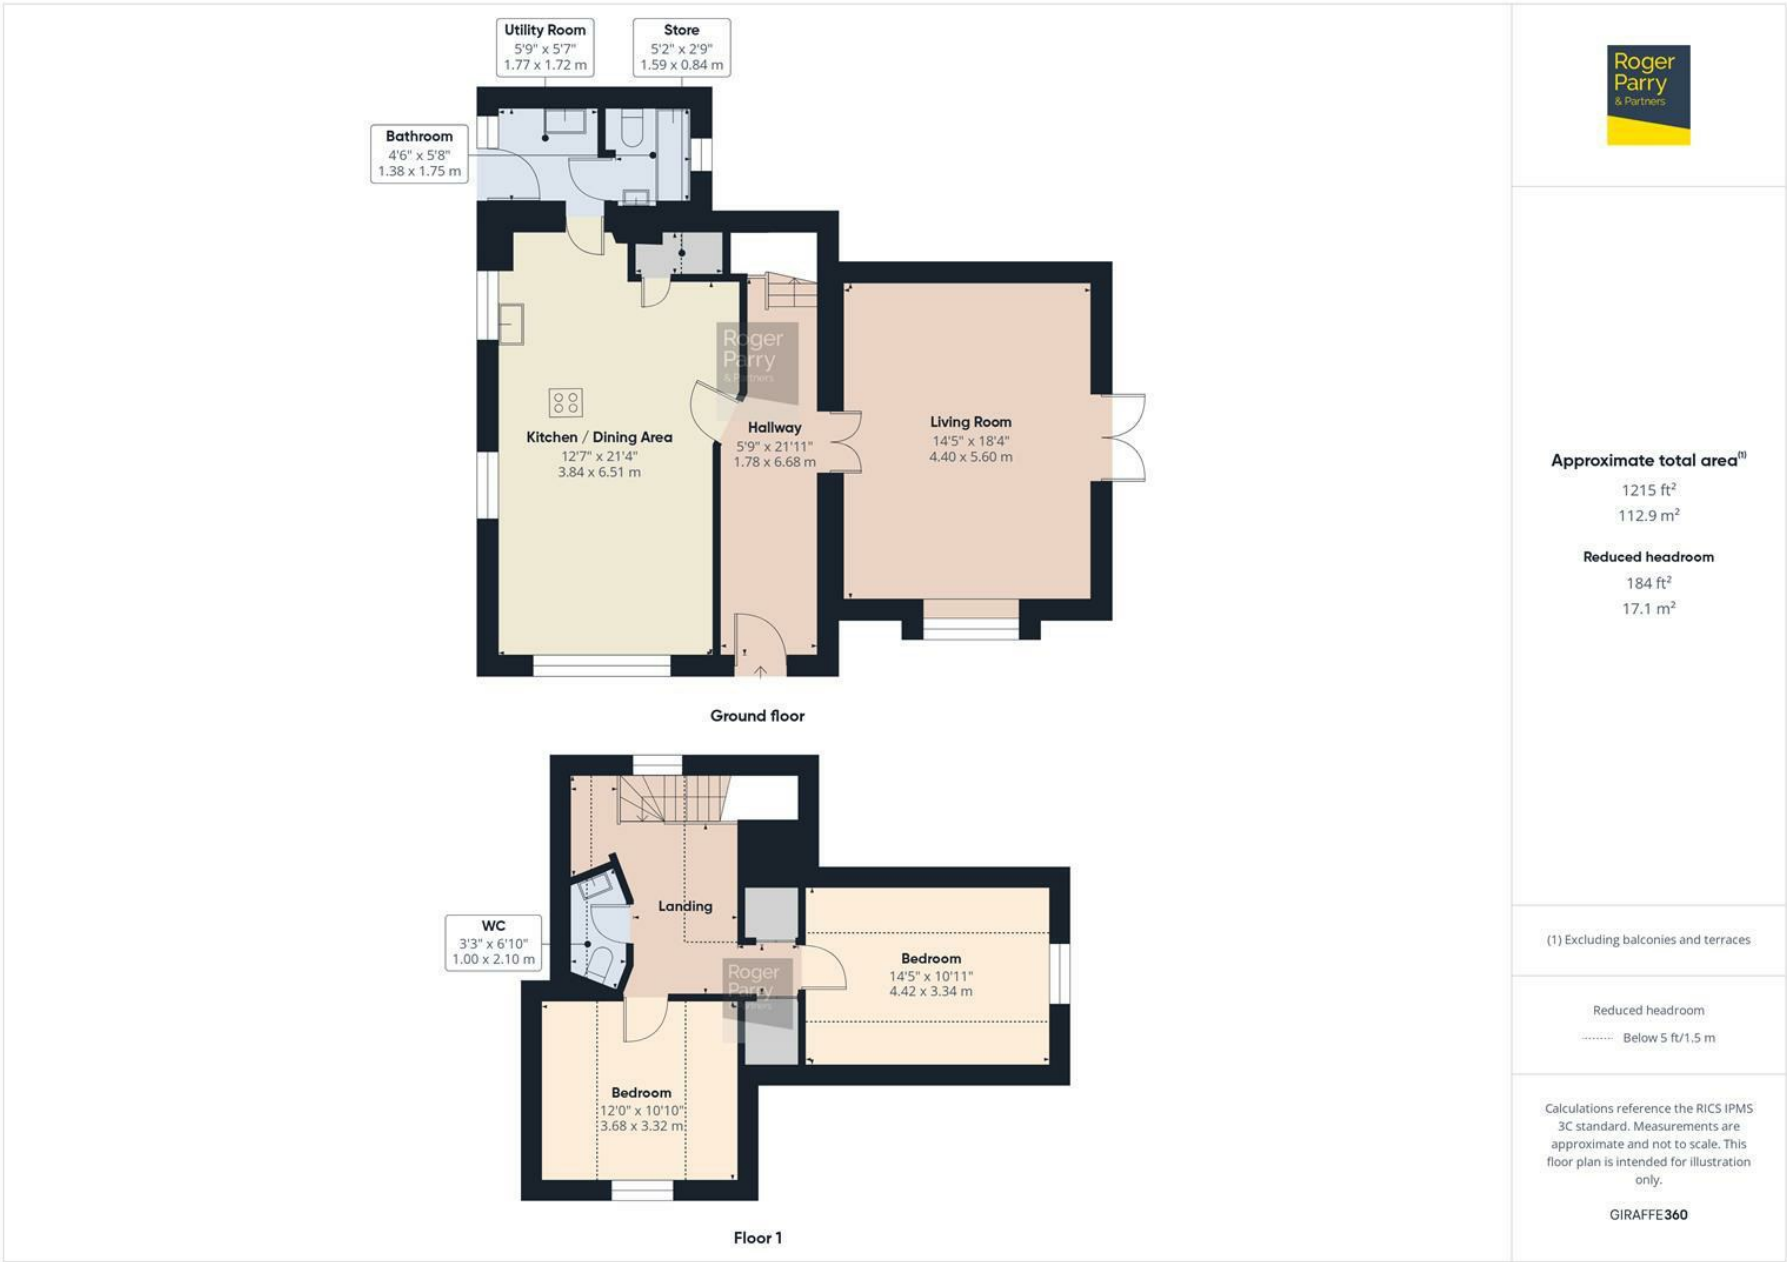 Utility Room
5'9" x 5'7"
1.77 x 1.72 m
Store
5'2" x 2'9"
1.59 x 0.84 m
Bathroom
4'6" x 5'8"
1.38 x 1.75 m
Roger
Parry
& Partners
Kitchen / Dining Area
12'7" x 21'4"
3.84 x 6.51 m
Hallway
5'9" x 21'11"
1.78 x 6.68 m
Living Room
14'5" x 18'4"
4.40 x 5.60 m
Ground floor
WC
3'3" x 6'10"
1.00 x 2.10 m
Landing
Roger
Parry
Bedroom
14'5" x 10'11"
4.42 x 3.34 m
Bedroom
12'0" x 10'10"
3.68 x 3.32 m
Floor 1
Roger
Parry
& Partners
Approximate total area(1)
1215 ft²
112.9 m²
Reduced headroom
184 ft²
17.1 m²
(1) Excluding balconies and terraces
Reduced headroom
Below 5 ft/1.5 m
Calculations reference the RICS IPMS
3C standard. Measurements are
approximate and not to scale. This
floor plan is intended for illustration
only.
GIRAFFE360